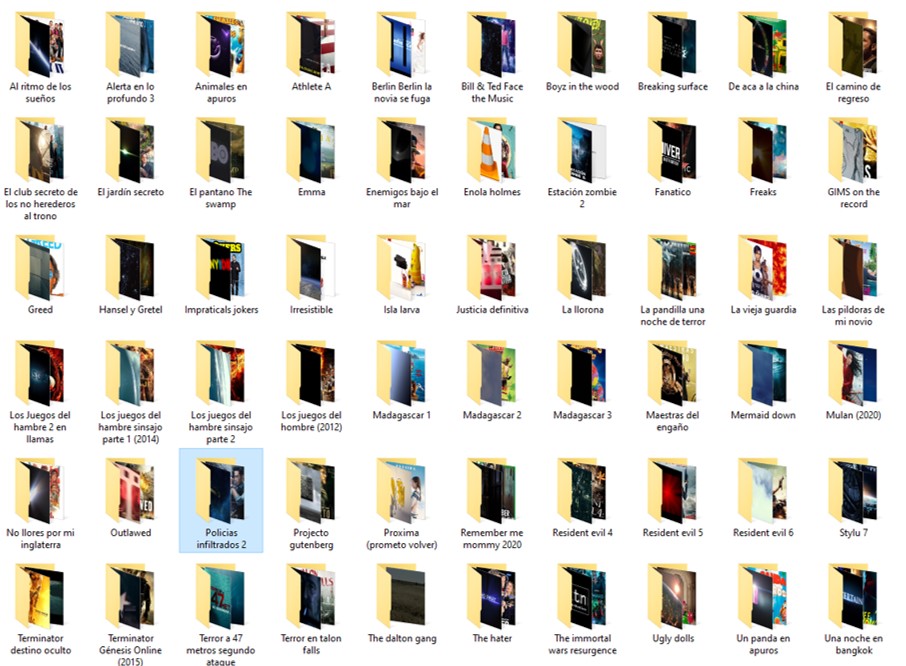 Al ritmo de los
sueños
Alerta en lo
profundo 3
Animales en
apuros
Athlete A
Berlin Berlin la
novia se fuga
Bill & Ted Face
the Music
Boyz in the wood
Breaking surface
De aca a la china
El camino de
regreso
El club secreto de
los no herederos
al trono
El jardín secreto
El pantano The
swamp
Emma
Enemigos bajo el
mar
Enola holmes
Estación zombie
2
Fanatico
Freaks
GIMS on the
record
Greed
Hansel y Gretel
Impraticals jokers
Irresistible
Isla larva
Justicia definitiva
La llorona
La pandilla una
noche de terror
La vieja guardia
Las pildoras de
mi novio
Los Juegos del
hambre 2 en
llamas
Los juegos del
hambre sinsajo
parte 1 (2014)
Los juegos del
hambre sinsajo
parte 2
Los juegos del
hombre (2012)
Madagascar 1
Madagascar 2
Madagascar 3
Maestras del
engaño
Mermaid down
Mulan (2020)
No llores por mi
inglaterra
Outlawed
Policias
infiltrados 2
Projecto
gutenberg
Proxima
(prometo volver)
Remember me
mommy 2020
Resident evil 4
Resident evil 5
Resident evil 6
Stylu 7
Terminator
destino oculto
Terminator
Génesis Online
(2015)
Terror a 47
metros segundo
ataque
Terror en talon
falls
The dalton gang
The hater
The immortal
wars resurgence
Ugly dolls
Un panda en
apuros
Una noche en
bangkok